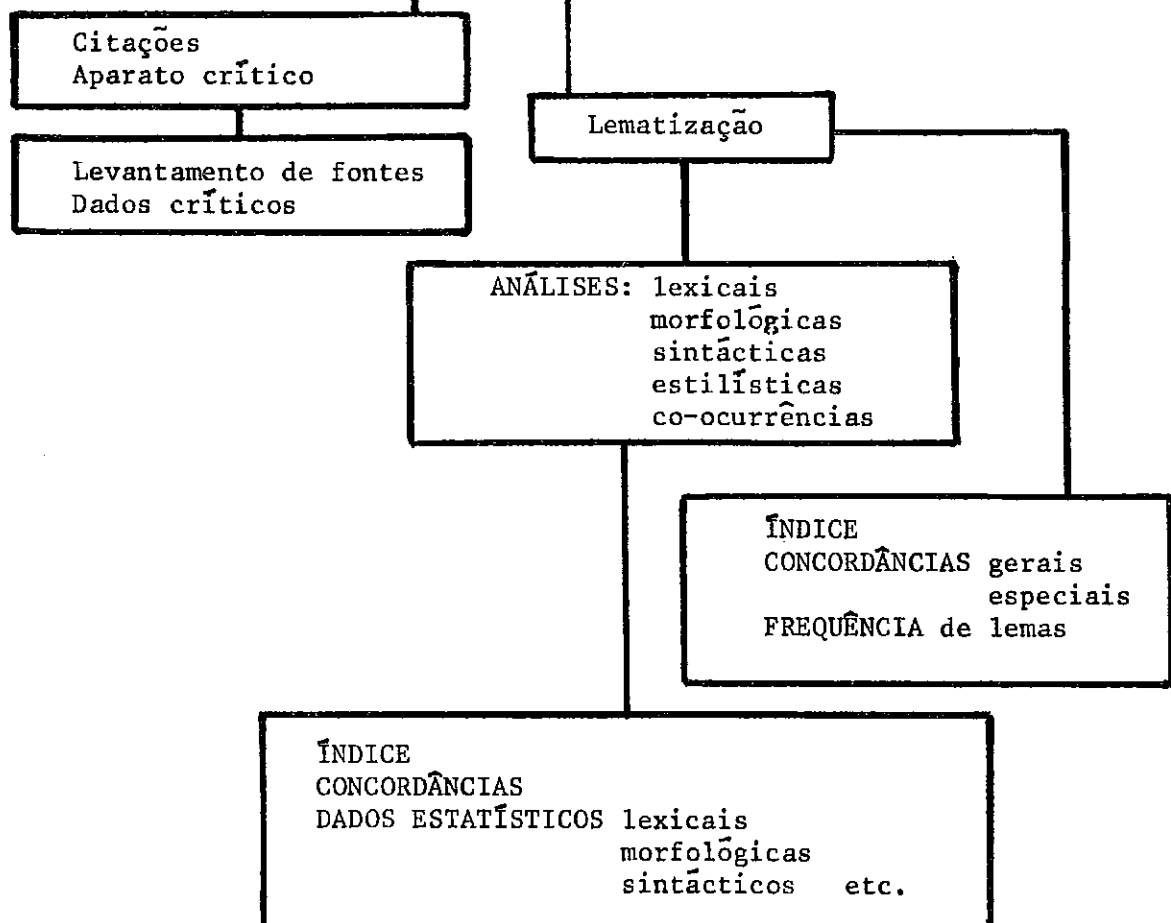 Citações
Aparato crítico
Levantamento de fontes
Dados críticos
Lematização
ANÁLISES: lexicais
morfológicas
sintácticas
estilísticas
co-ocurrências
ÍNDICE
CONCORDÂNCIAS gerais
especiais
FREQUÊNCIA de lemas
ÍNDICE
CONCORDÂNCIAS
DADOS ESTATÍSTICOS lexicais
morfológicas
sintácticos etc.